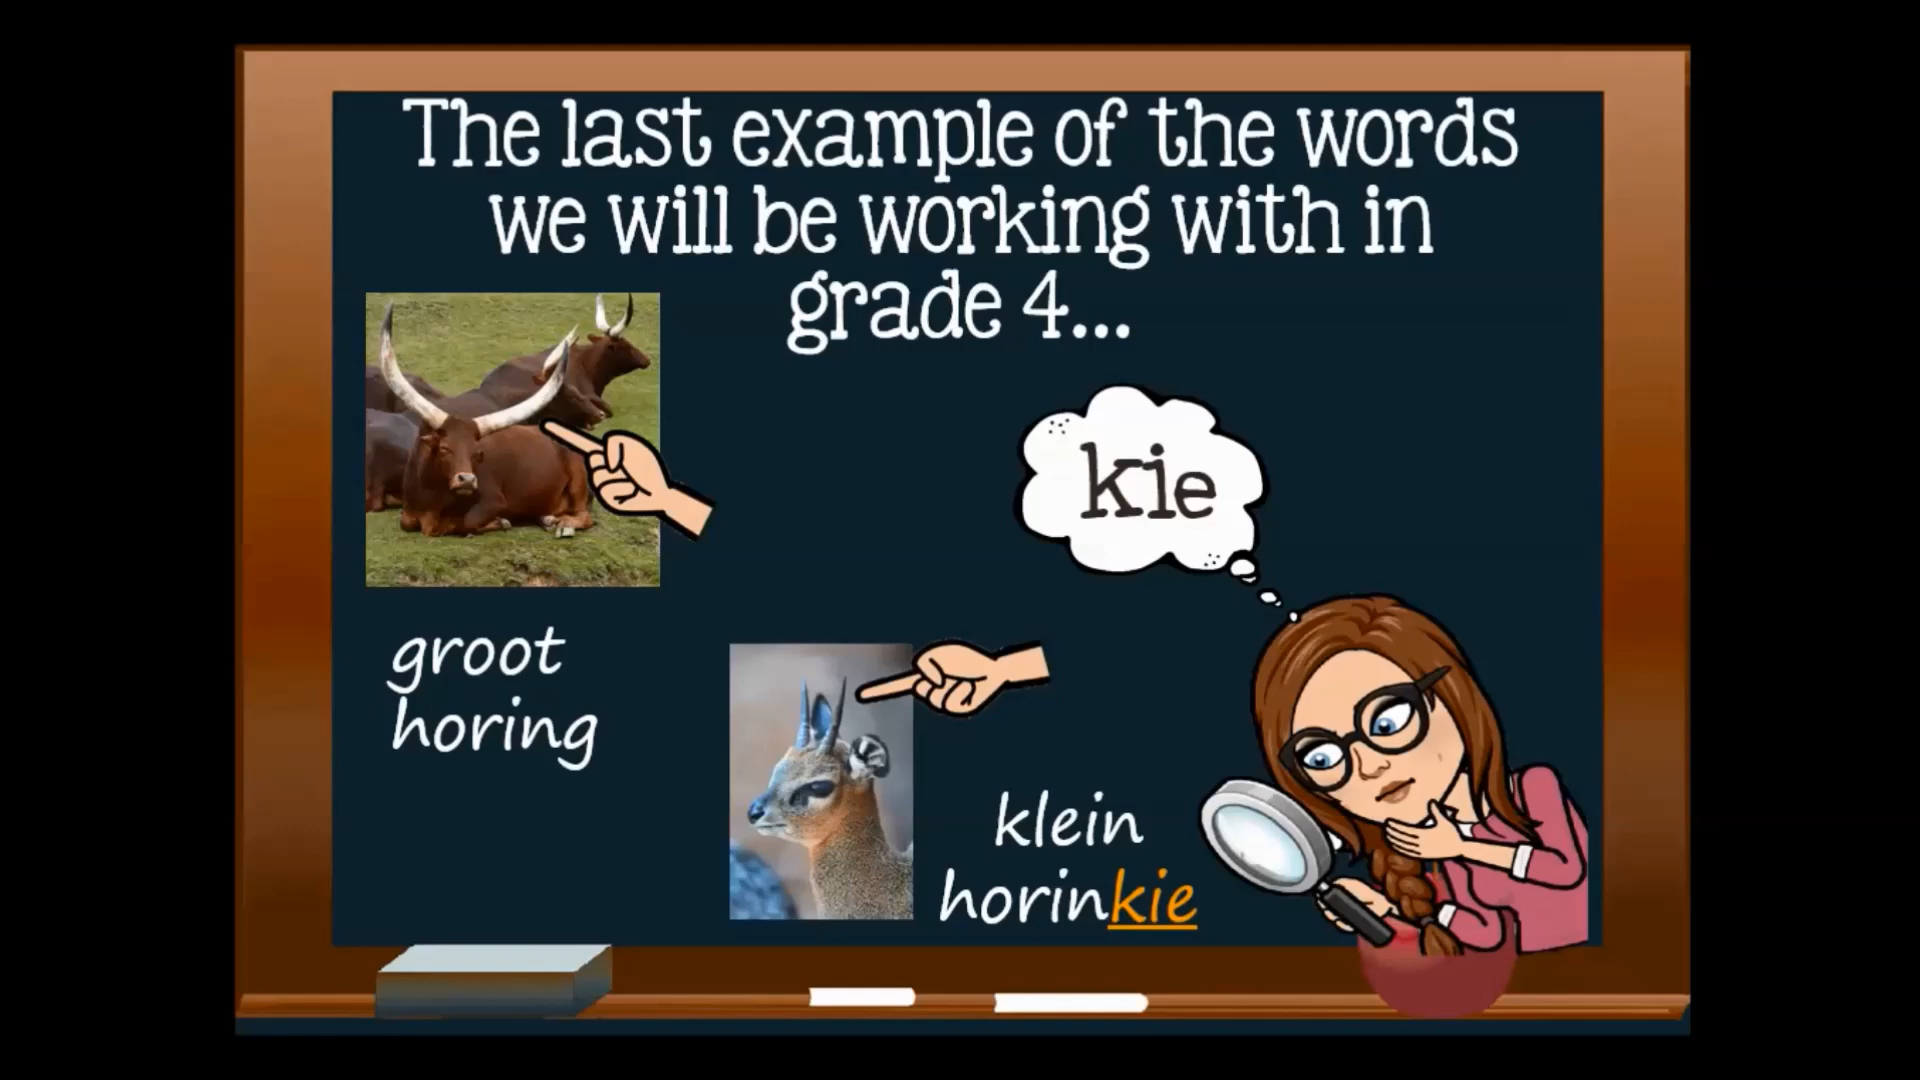 The last example of the words
we will be working with in
grade 4...
kie
groot
horing
klein
horinkie